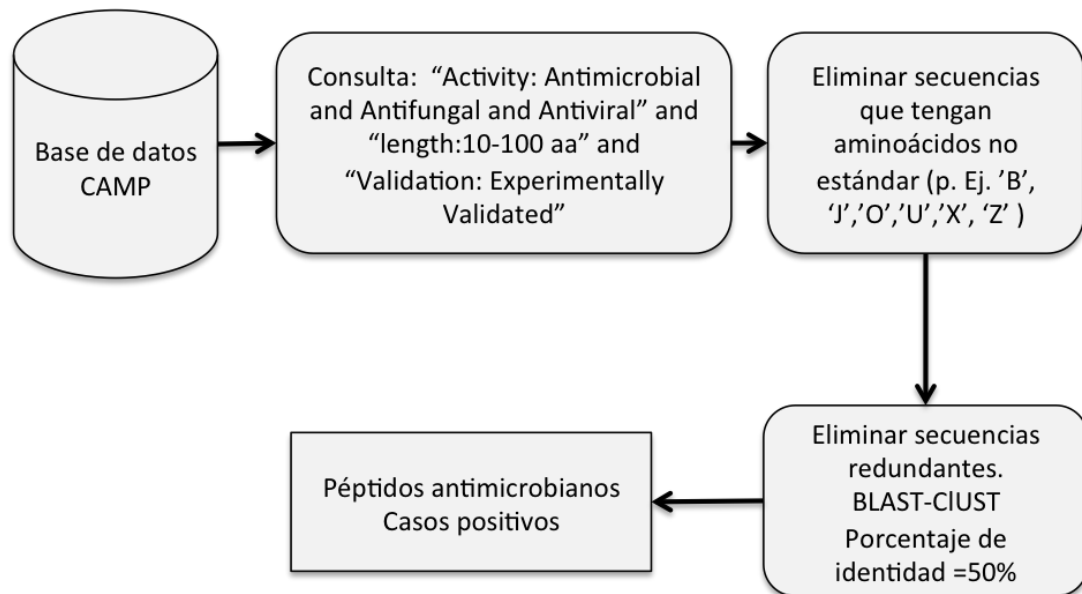 Base de datos
CAMP
Consulta: “Activity: Antimicrobial
and Antifungal and Antiviral” and
“length:10-100 aa” and
“Validation: Experimentally
Validated”
Eliminar secuencias
que tengan
aminoácidos no
estándar (p. Ej. ’B’,
‘J’,’O’,’U’,’X’, ‘Z’ )
Eliminar secuencias
redundantes.
BLAST-ClUST
Porcentaje de
identidad =50%
Péptidos antimicrobianos
Casos positivos